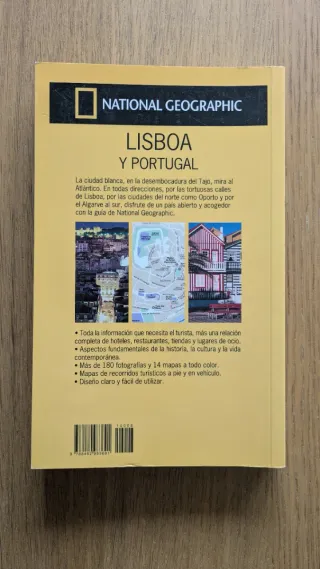 NATIONAL GEOGRAPHIC
LISBOA
Y PORTUGAL
La ciudad blanca, en la desembocadura del Tajo, mira al
Atlántico. En todas direcciones, por las tortuosas calles
de Lisboa, por las ciudades del norte como Oporto y por
el Algarve al sur, disfrute de un país abierto y acogedor
con la guía de National Geographic.
• Toda la información que necesita el turista, más una relación
completa de hoteles, restaurantes, tiendas y lugares de ocio.
• Aspectos fundamentales de la historia, la cultura y la vida
contemporánea.
• Más de 180 fotografías y 14 mapas a todo color.
• Mapas de recorridos turísticos a pie y en vehículo.
• Diseño claro y fácil de utilizar.